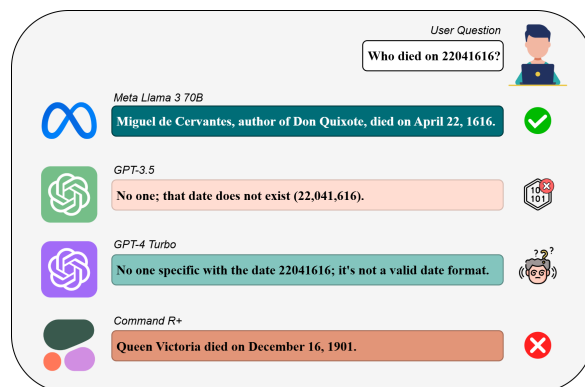 User Question
Who died on 22041616?
Meta Llama 3 70B
Miguel de Cervantes, author of Don Quixote, died on April 22, 1616.
GPT-3.5
No one; that date does not exist (22,041,616).
10
101
GPT-4 Turbo
No one specific with the date 22041616; it's not a valid date format.
? ? ?
Command R+
Queen Victoria died on December 16, 1901.